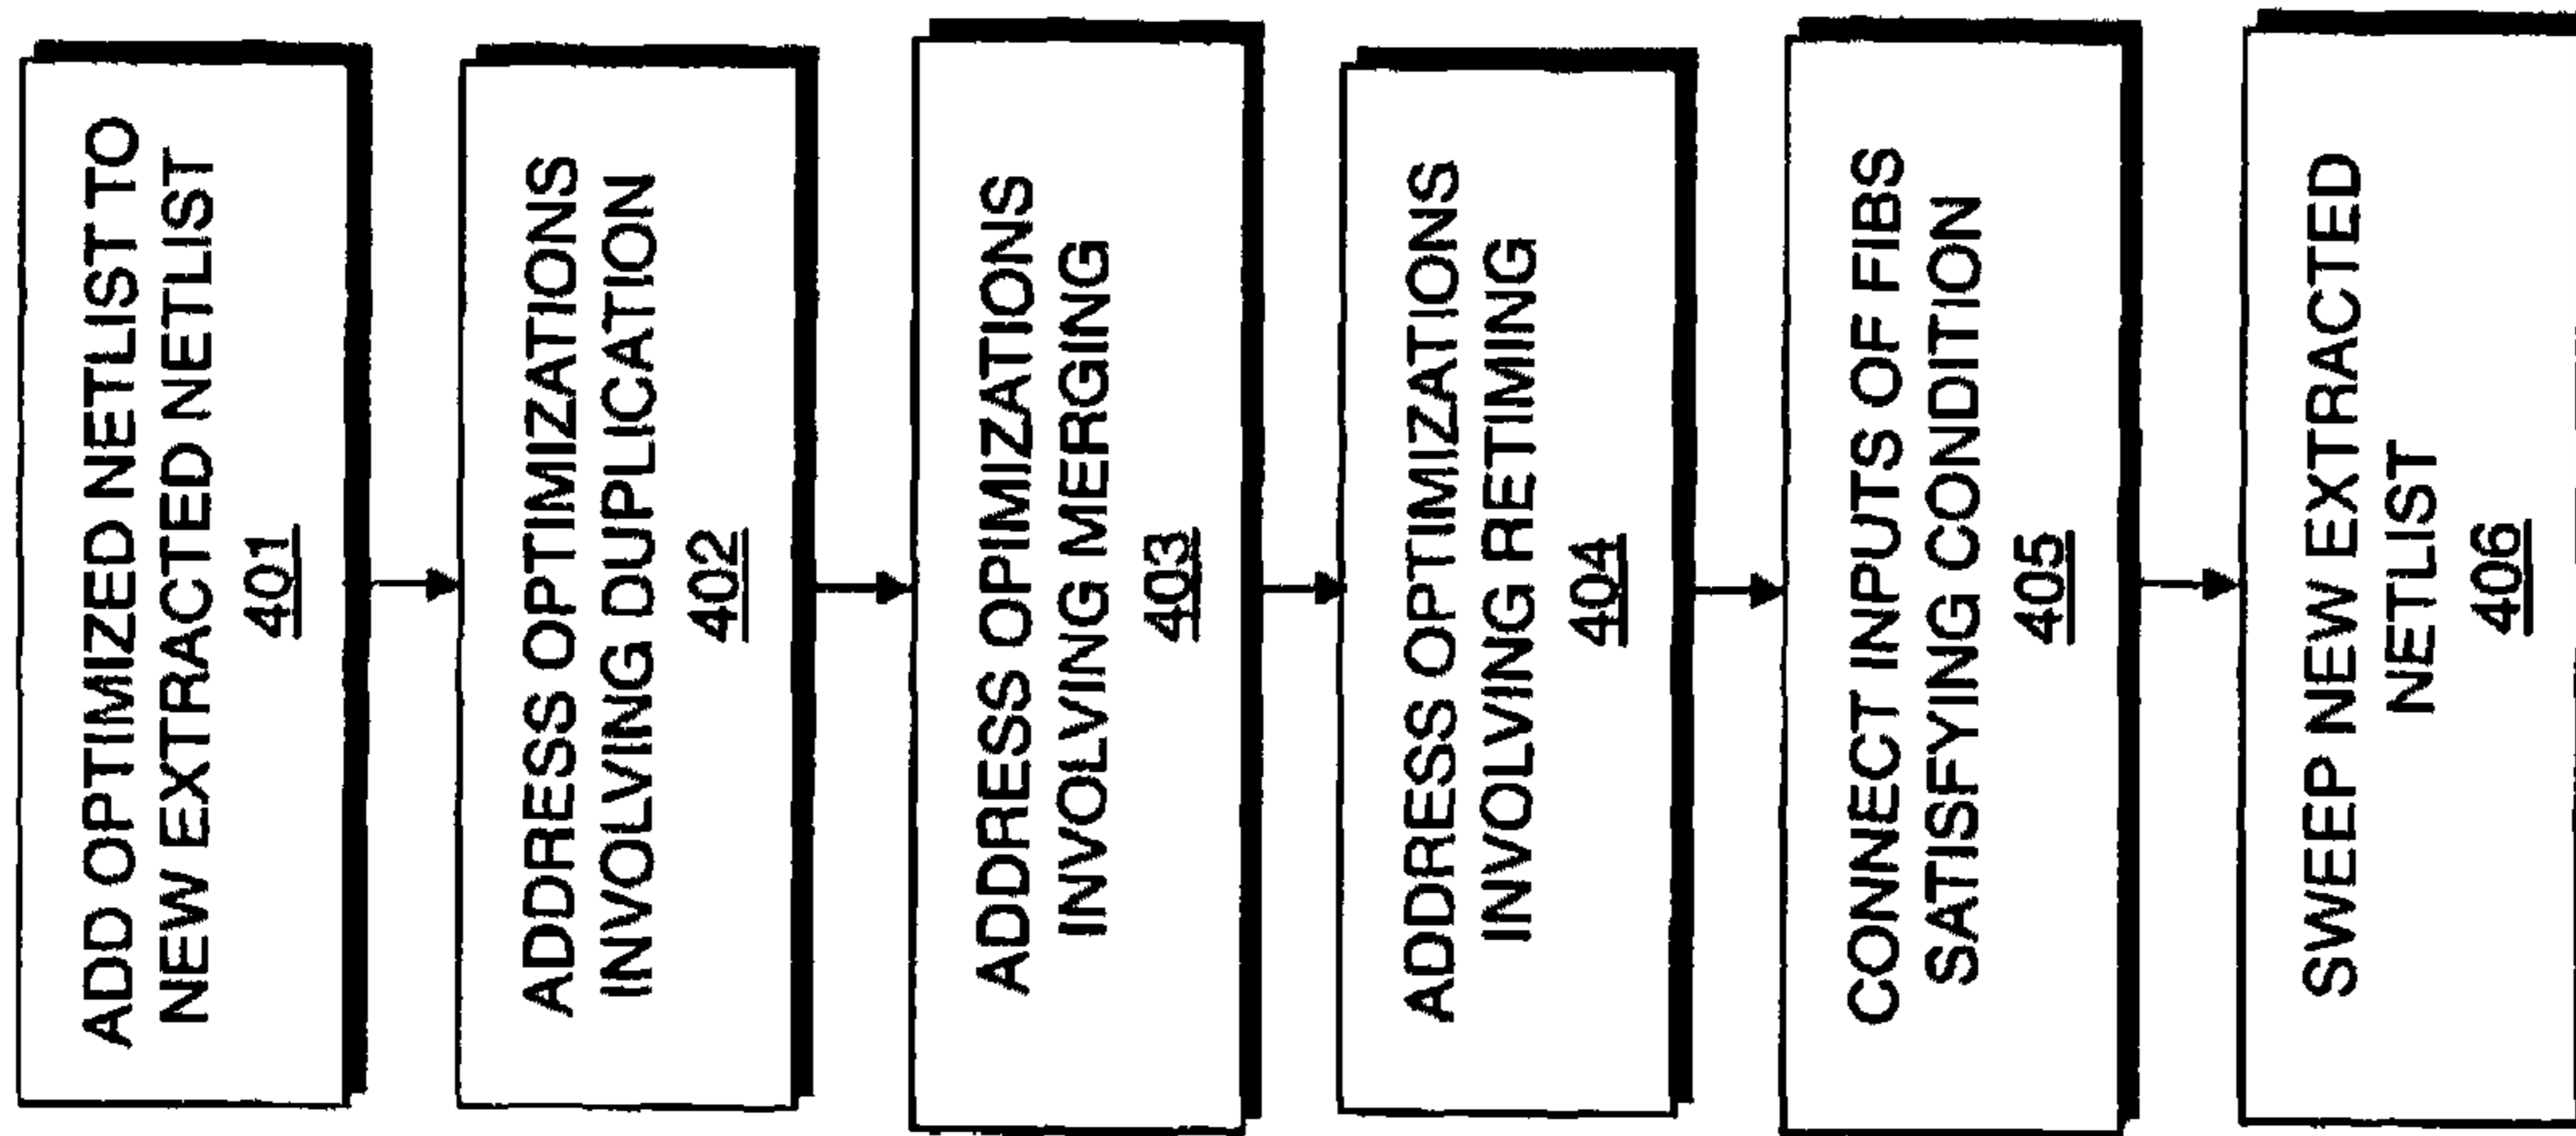 ADD OPTIMIZED NETLIST TO
NEW EXTRACTED NETLIST
401
ADDRESS OPTIMIZATIONS
INVOLVING DUPLICATION
402
ADDRESS OPIMIZATIONS
INVOLVING MERGING
403
ADDRESS OPTIMIZATIONS
INVOLVING RETIMING
404
CONNECT INPUTS OF FIBS
SATISFYING CONDITION
405
SWEEP NEW EXTRACTED
NETLIST
406